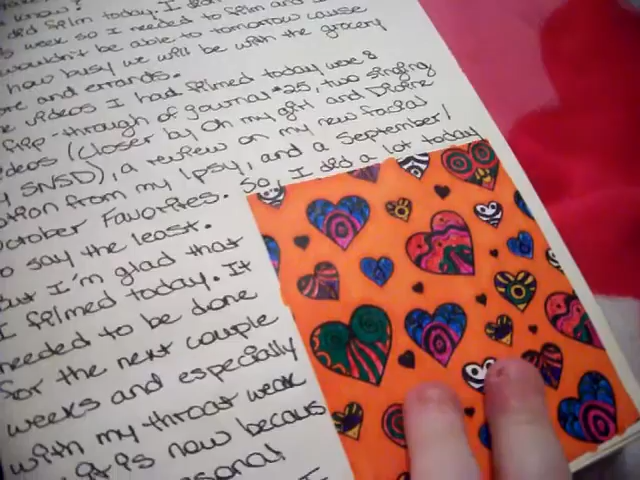 know?
did film today. I
week so I needed to film and
wouldn't be able to tomorrow cause
how busy we will be with the grocery
and errands.
videos I had filmed today were 8
flip-through of journal #25, two singing
(Closer by Oh my girl and Divine
SNSD), a review on my new facial
from my Ipsy, and a September/
October Favorites. So, I did a lot today
to say the least.
But I'm glad that
I filmed today. It
needed to be done
for the next couple
weeks and especially
with my throat weak
it is now becaus
I